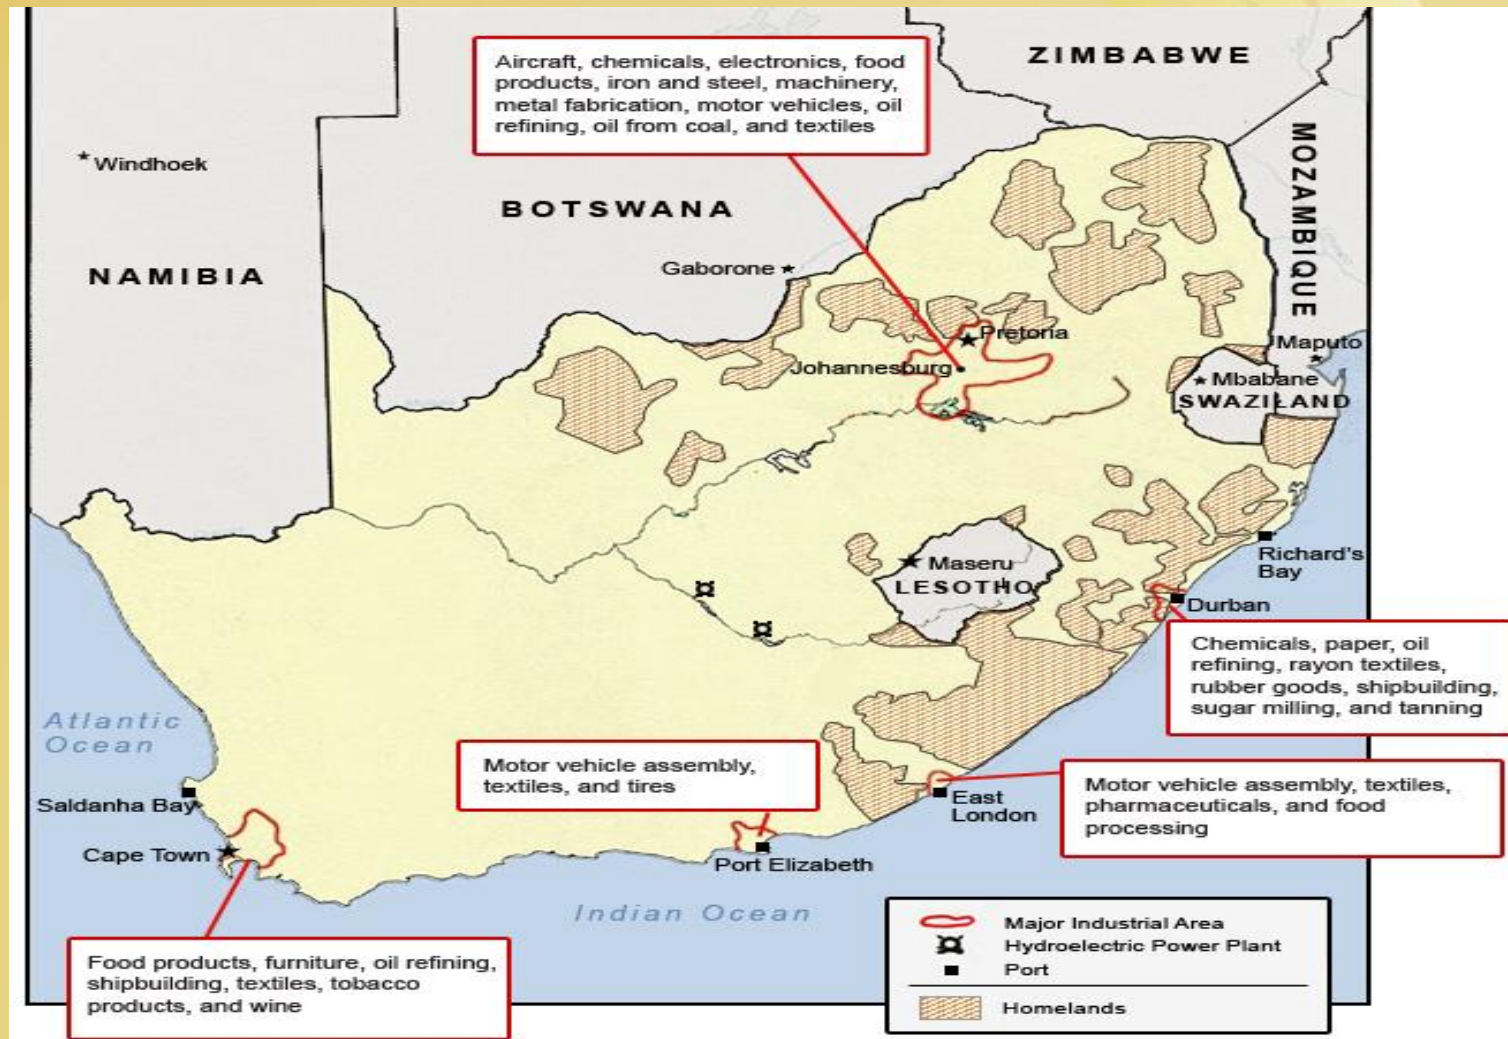 Aircraft, chemicals, electronics, food
products, iron and steel, machinery,
metal fabrication, motor vehicles, oil
refining, oil from coal, and textiles
ZIMBABWE
MOZAMBIQUE
Windhoek
BOTSWANA
NAMIBIA
Gaborone
Pretoria
Johannesburg
Maputo
Mbabane
SWAZILAND
Maseru
LESOTHO
Richard's
Bay
Durban
Chemicals, paper, oil
refining, rayon textiles,
rubber goods, shipbuilding,
sugar milling, and tanning
Atlantic
Ocean
Motor vehicle assembly,
textiles, and tires
Motor vehicle assembly, textiles,
pharmaceuticals, and food
processing
East
London
Saldanha Bay
Cape Town
Port Elizabeth
Indian Ocean
Food products, furniture, oil refining,
shipbuilding, textiles, tobacco
products, and wine
Major Industrial Area
Hydroelectric Power Plant
Port
Homelands